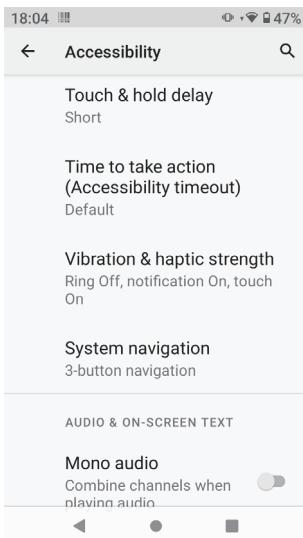 18:04 47%
Accessibility
Touch & hold delay
Short
Time to take action
(Accessibility timeout)
Default
Vibration & haptic strength
Ring Off, notification On, touch
On
System navigation
3-button navigation
AUDIO & ON-SCREEN TEXT
Mono audio
Combine channels when
playing audio